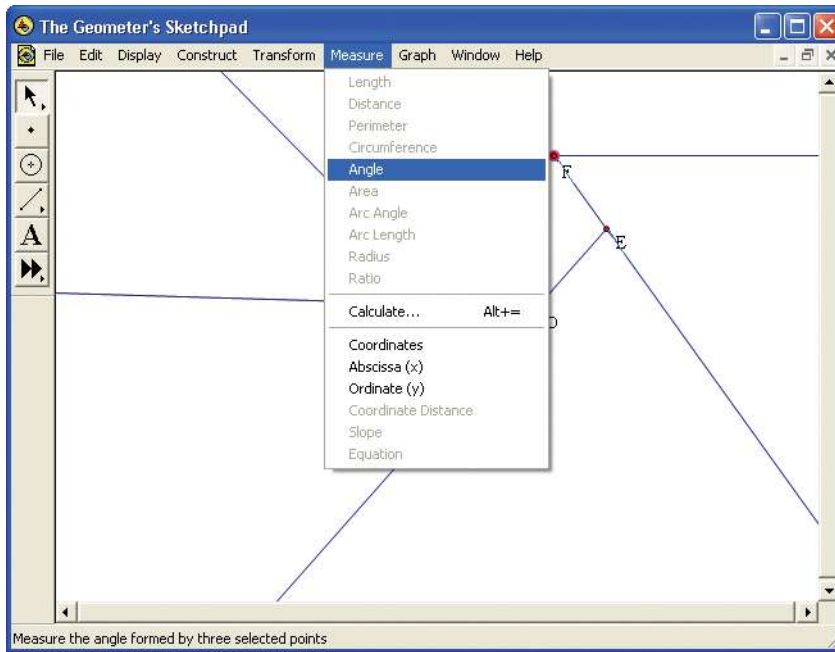 The Geometer's Sketchpad
File Edit Display Construct Transform Measure Graph Window Help
Length
Distance
Perimeter
Circumference
Angle
Area
Arc Angle
Arc Length
Radius
Ratio
Calculate... Alt+=
Coordinates
Abscissa (x)
Ordinate (y)
Coordinate Distance
Slope
Equation
A
F
E
Measure the angle formed by three selected points